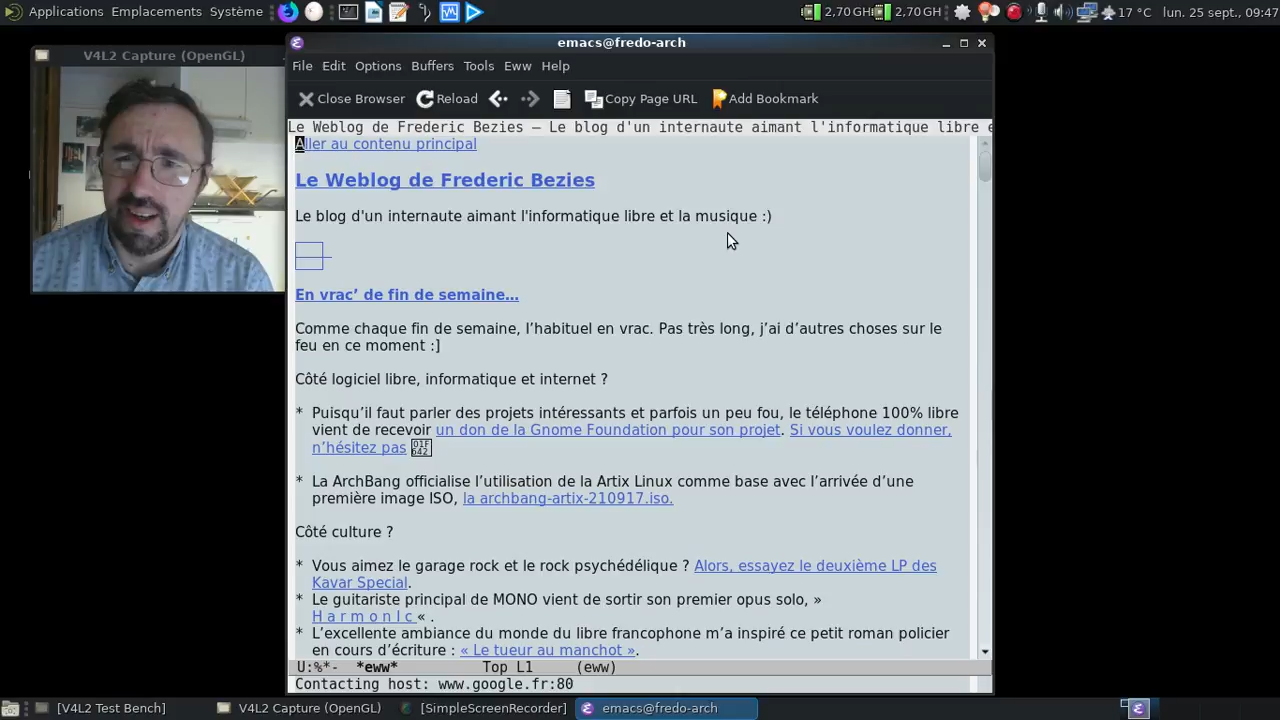 Applications Emplacements Système 2,70 GH 2,70 GH 17 °C lun. 25 sept., 09:47
V4L2 Capture (OpenGL)
emacs@fredo-arch
File Edit Options Buffers Tools Eww Help
Close Browser Reload Copy Page URL Add Bookmark
Le Weblog de Frederic Bezies — Le blog d'un internaute aimant l'informatique libre e
Aller au contenu principal
Le Weblog de Frederic Bezies
Le blog d'un internaute aimant l'informatique libre et la musique :)
En vrac’ de fin de semaine…
Comme chaque fin de semaine, l’habituel en vrac. Pas très long, j’ai d’autres choses sur le
feu en ce moment :]
Côté logiciel libre, informatique et internet ?
* Puisqu’il faut parler des projets intéressants et parfois un peu fou, le téléphone 100% libre
vient de recevoir un don de la Gnome Foundation pour son projet. Si vous voulez donner,
n’hésitez pas 01F642
* La ArchBang officialise l’utilisation de la Artix Linux comme base avec l’arrivée d’une
première image ISO, la archbang-artix-210917.iso.
Côté culture ?
* Vous aimez le garage rock et le rock psychédélique ? Alors, essayez le deuxième LP des
Kavar Special.
* Le guitariste principal de MONO vient de sortir son premier opus solo, »
H a r m o n I c « .
* L’excellente ambiance du monde du libre francophone m’a inspiré ce petit roman policier
en cours d’écriture : « Le tueur au manchot ».
U:%*- *eww* Top L1 (eww)
Contacting host: www.google.fr:80
[V4L2 Test Bench] V4L2 Capture (OpenGL) [SimpleScreenRecorder] emacs@fredo-arch